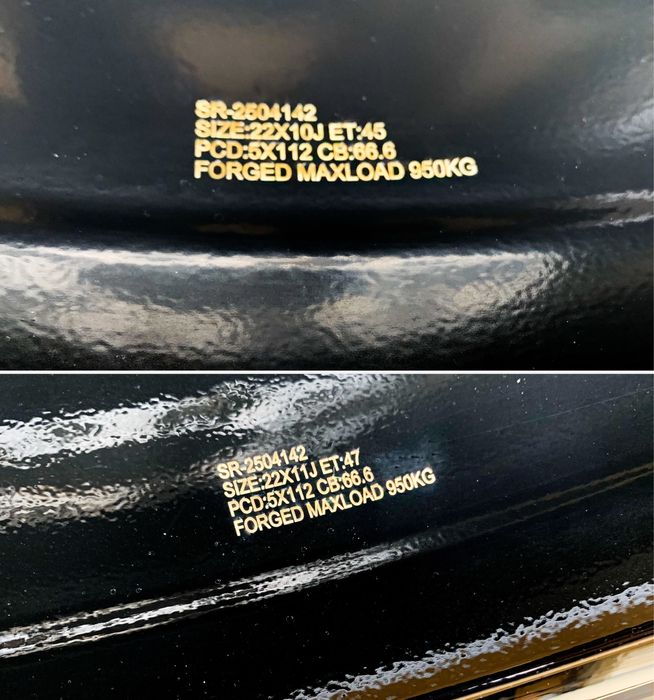 SR-2504142
SIZE:22X10J ET:45
PCD:5X112 CB:66.6
FORGED MAXLOAD 950KG
SR-2504142
SIZE:22X11J ET:47
PCD:5X112 CB:66.6
FORGED MAXLOAD 950KG